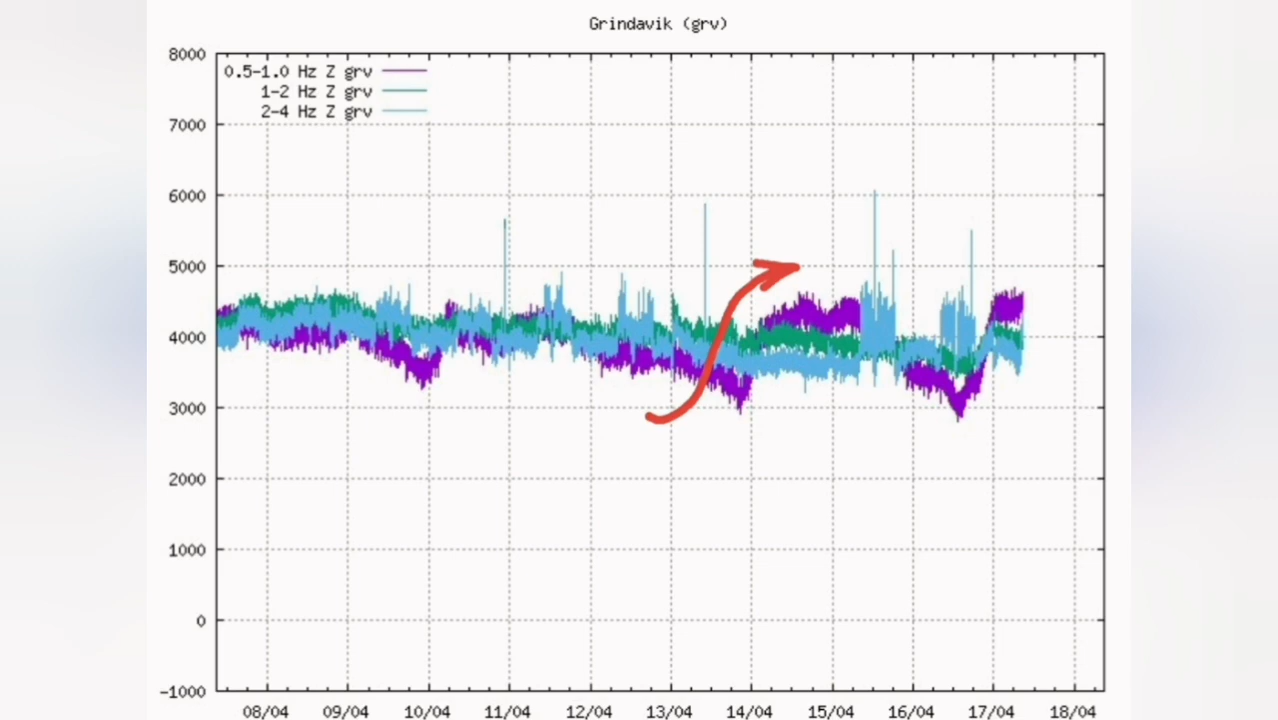 Grindavik (grv)
8000
0.5-1.0 Hz Z grv
1-2 Hz Z grv
2-4 Hz Z grv
7000
6000
5000
4000
3000
2000
1000
0
-1000
08/04 09/04 10/04 11/04 12/04 13/04 14/04 15/04 16/04 17/04 18/04